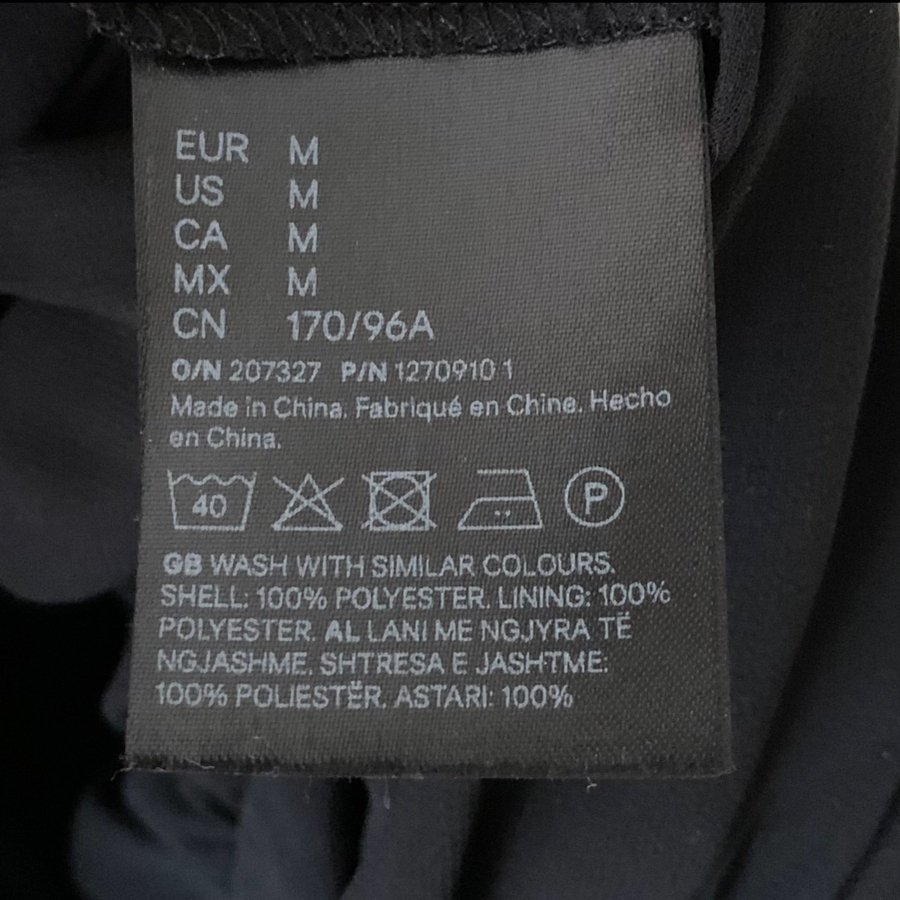 EUR M
US M
CA M
MX M
CN 170/96A
O/N 207327 P/N 1270910 1
Made in China. Fabriqué en Chine. Hecho
en China.
40 P
GB WASH WITH SIMILAR COLOURS.
SHELL: 100% POLYESTER. LINING: 100%
POLYESTER. AL LANI ME NGJYRA TË
NGJASHME. SHTRESA E JASHTME:
100% POLIESTËR. ASTARI: 100%